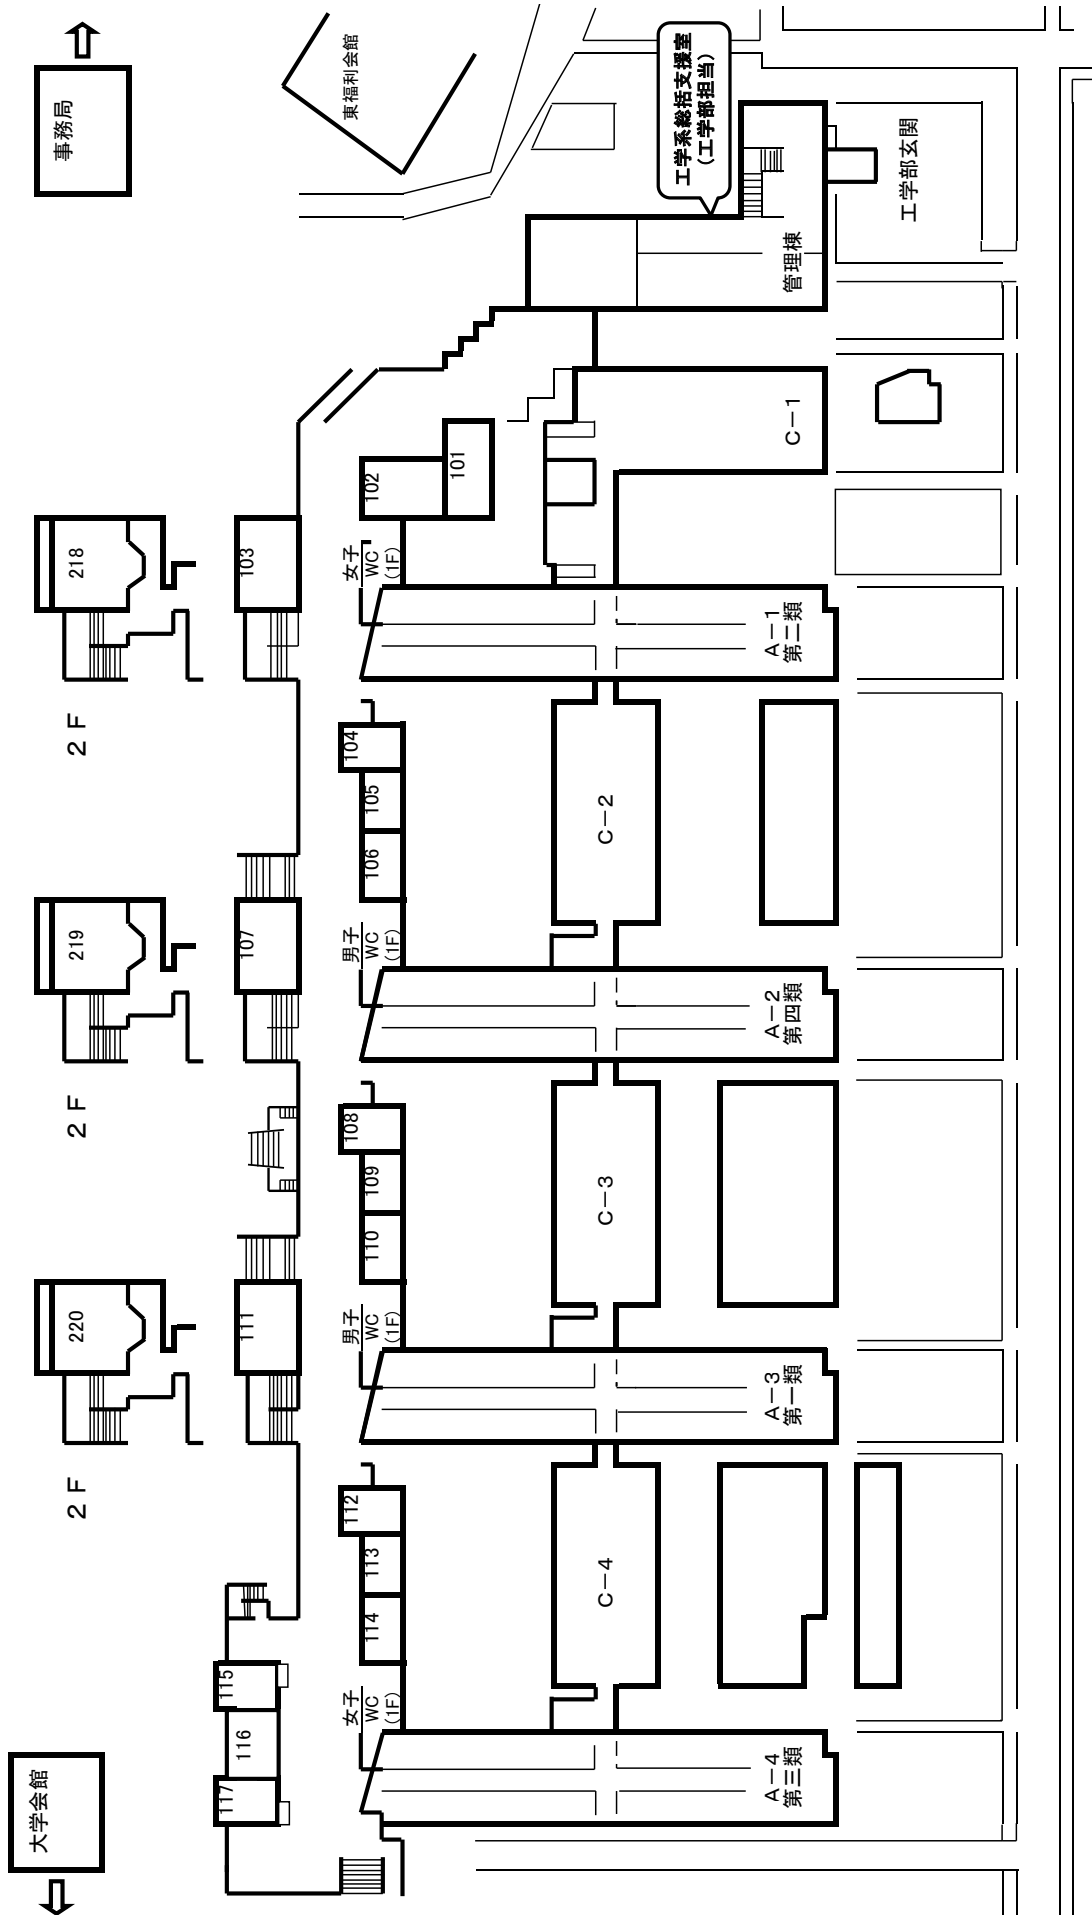 事務局
東福利会館
工学系総括支援室
（工学部担当）
工学部玄関
管理棟
C－1
101
102
103
218
女子
WC
(1F)
A－1
第二類
2F
104
105
106
C－2
107
219
男子
WC
(1F)
A－2
第四類
2F
108
109
110
C－3
111
220
男子
WC
(1F)
A－3
第一類
2F
112
113
114
C－4
115
116
117
女子
WC
(1F)
A－4
第三類
大学会館